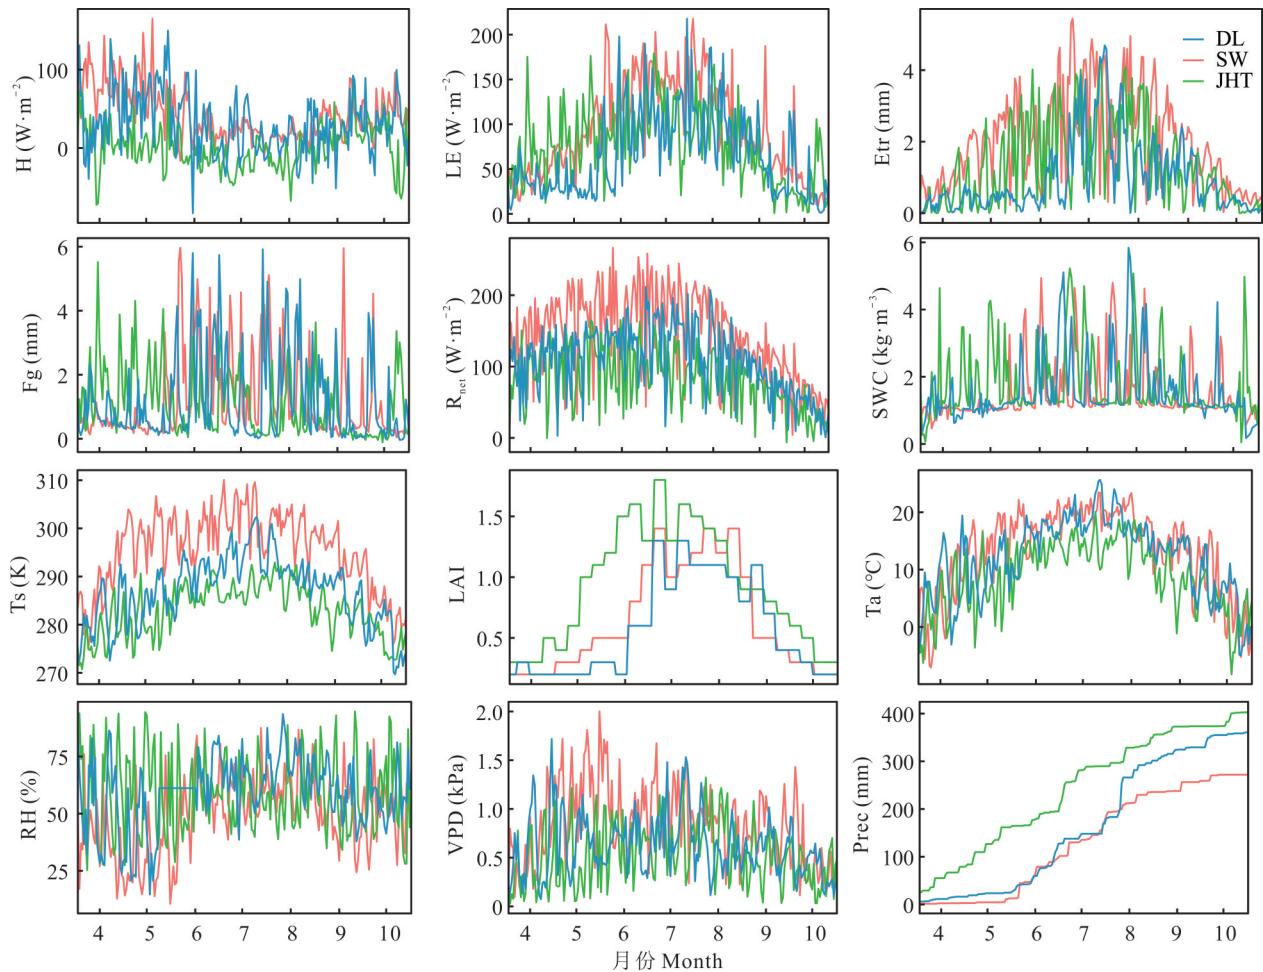 H (W·m⁻²)
100
0
LE (W·m⁻²)
200
150
100
50
0
Etr (mm)
4
2
0
DL
SW
JHT
Fg (mm)
6
4
2
0
Rnet (W·m⁻²)
200
100
0
SWC (kg·m⁻³)
6
4
2
0
Ts (K)
310
300
290
280
270
LAI
1.5
1.0
0.5
Ta (℃)
20
10
0
RH (%)
75
50
25
4 5 6 7 8 9 10
VPD (kPa)
2.0
1.5
1.0
0.5
0
4 5 6 7 8 9 10
Prec (mm)
400
300
200
100
0
4 5 6 7 8 9 10
月份 Month